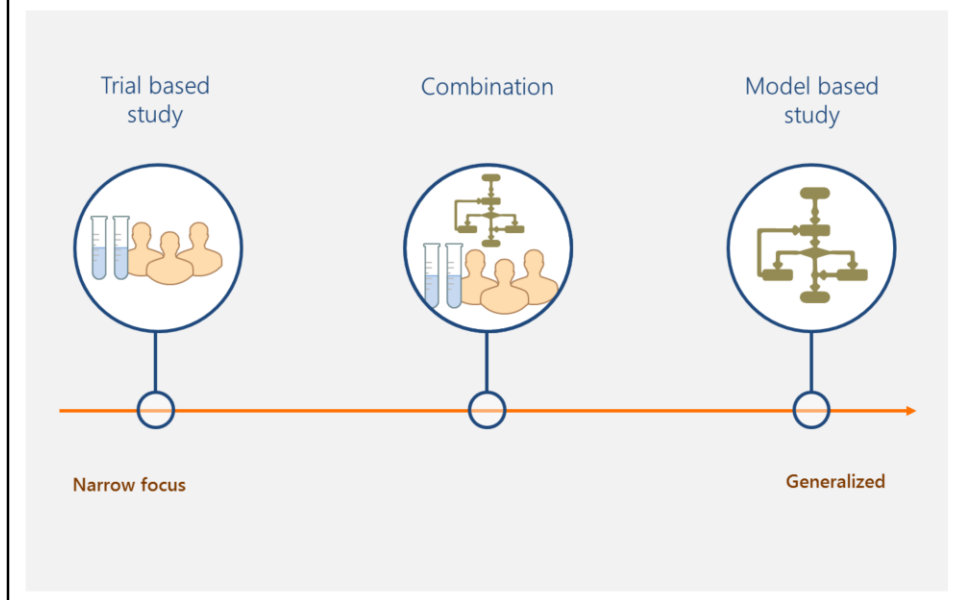 Trial based
study
Combination
Model based
study
Narrow focus
Generalized